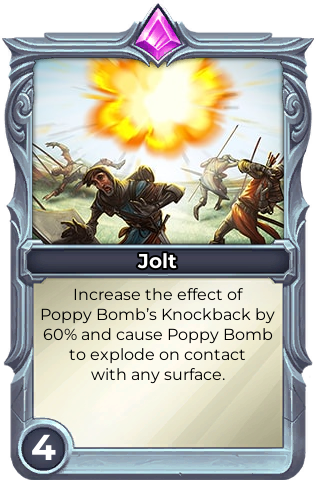 Jolt
Increase the effect of
Poppy Bomb's Knockback by
60% and cause Poppy Bomb
to explode on contact
with any surface.
4